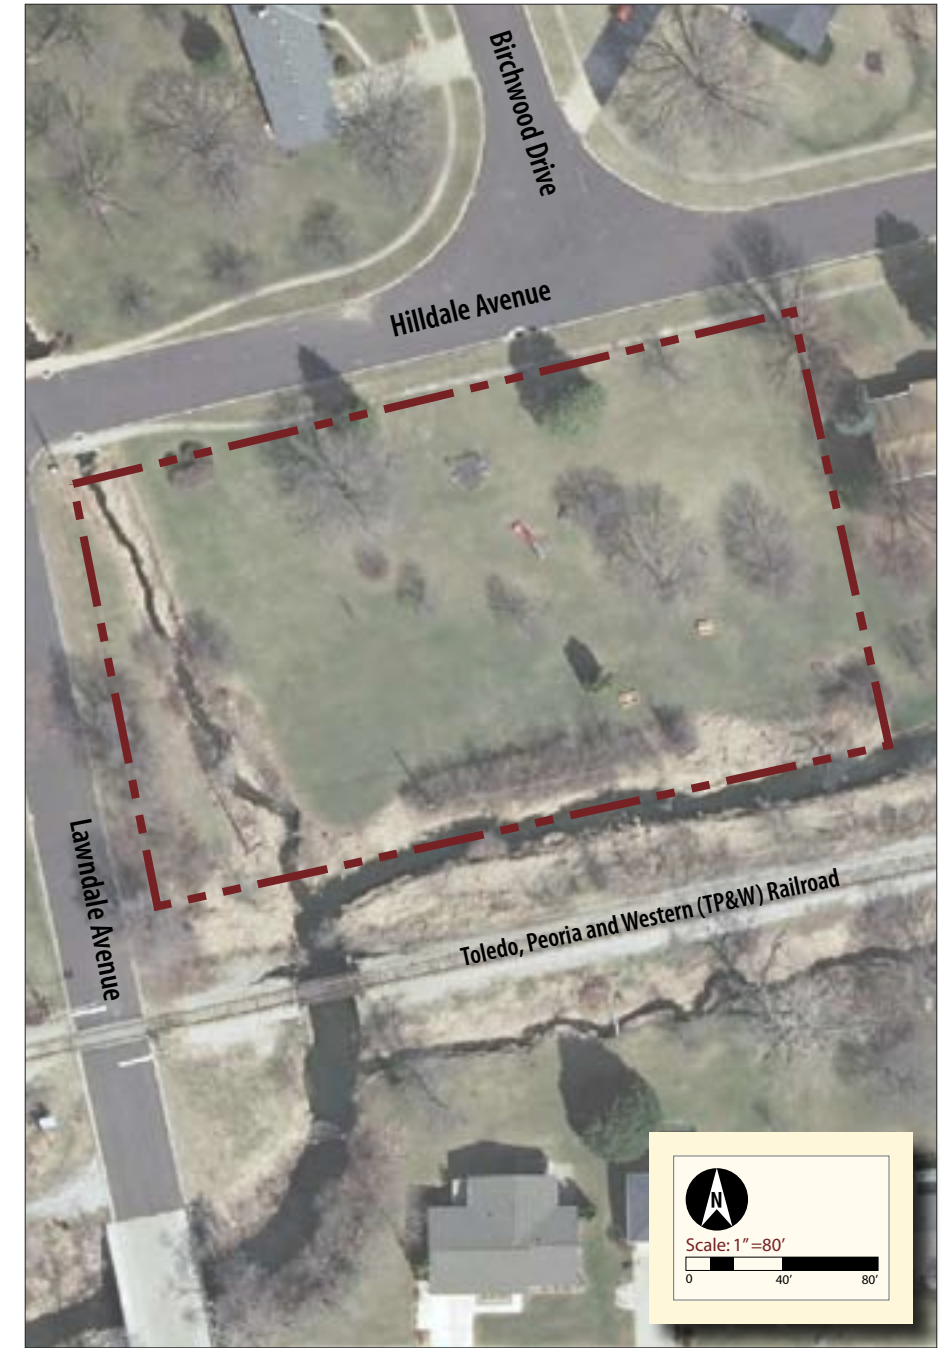 Birchwood Drive
Hilldale Avenue
Lawndale Avenue
Toledo, Peoria and Western (TP&W) Railroad
N
Scale: 1”=80’
0 40’ 80’